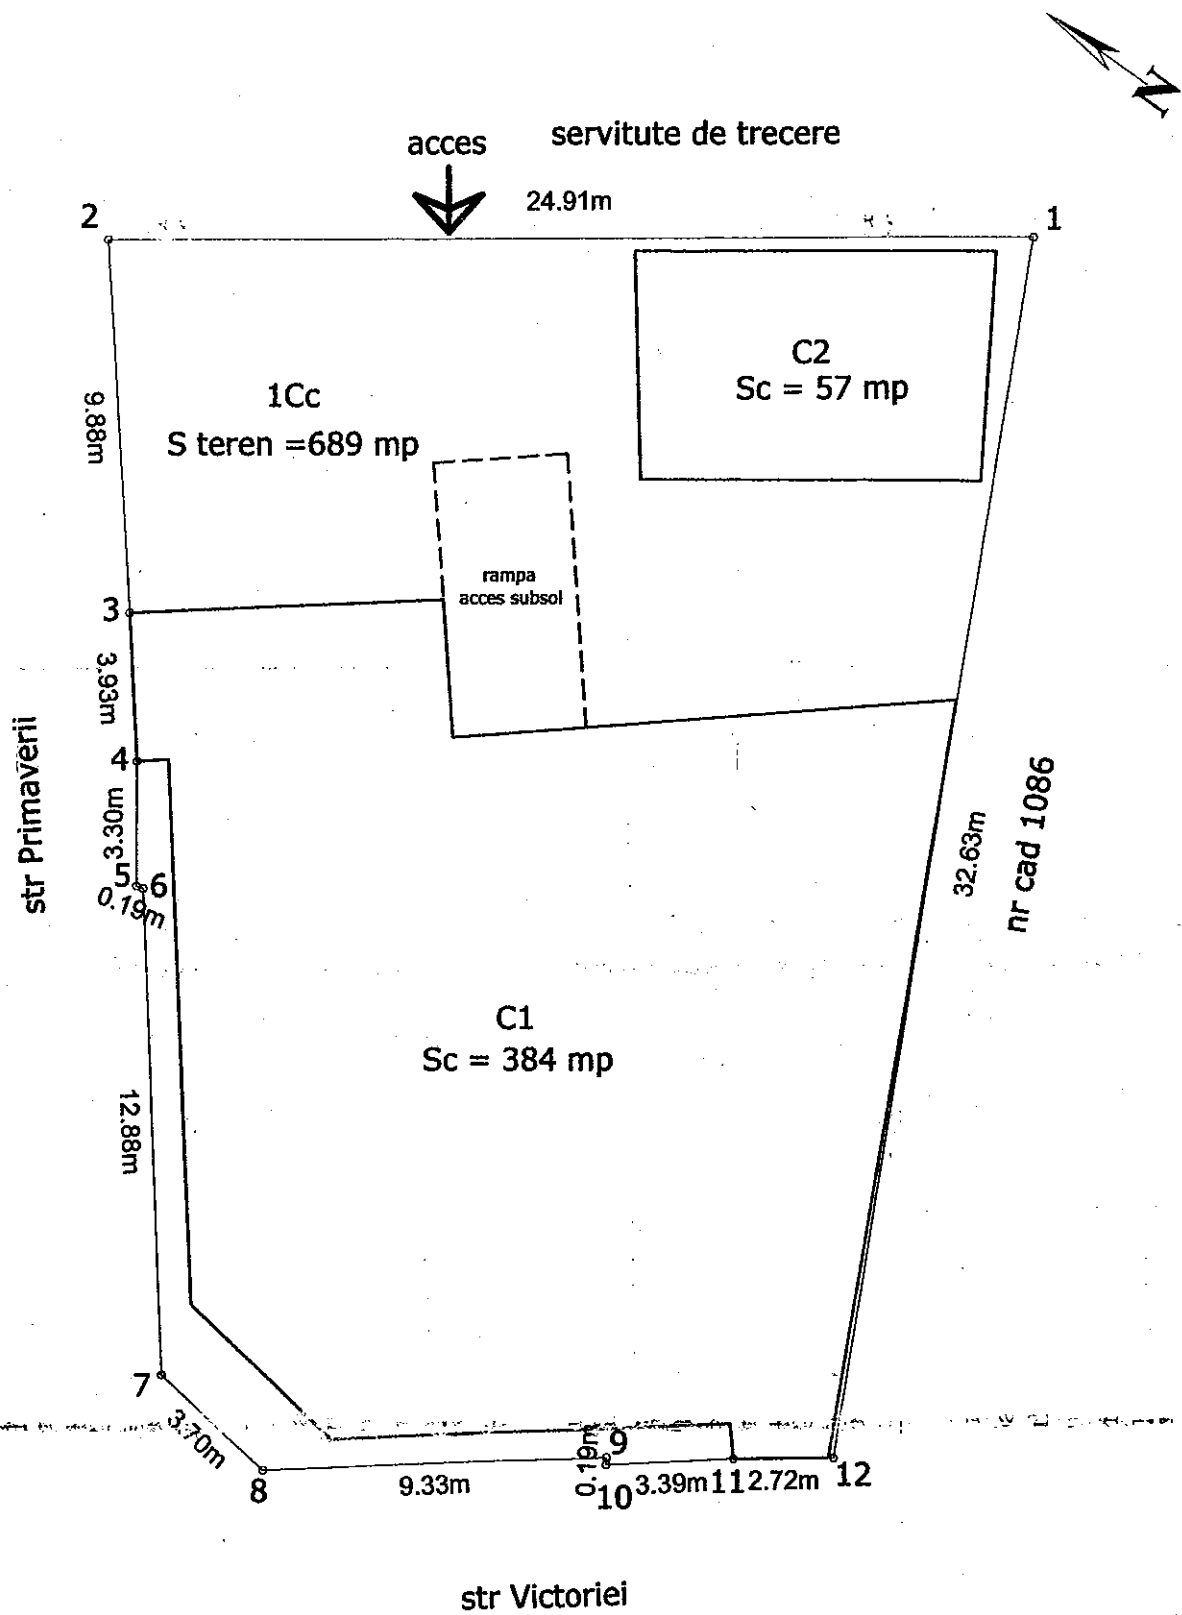 N
acces
servitute de trecere
24.91m
2
1
C2
Sc = 57 mp
1Cc
S teren =689 mp
9.88m
rampa
acces subsol
3
3.93m
str Primaverii
4
3.30m
5
6
0.19m
nr cad 1086
32.63m
C1
Sc = 384 mp
12.88m
7
3.70m
8
9.33m
9
0.19m
10
3.39m
11
2.72m
12
str Victoriei